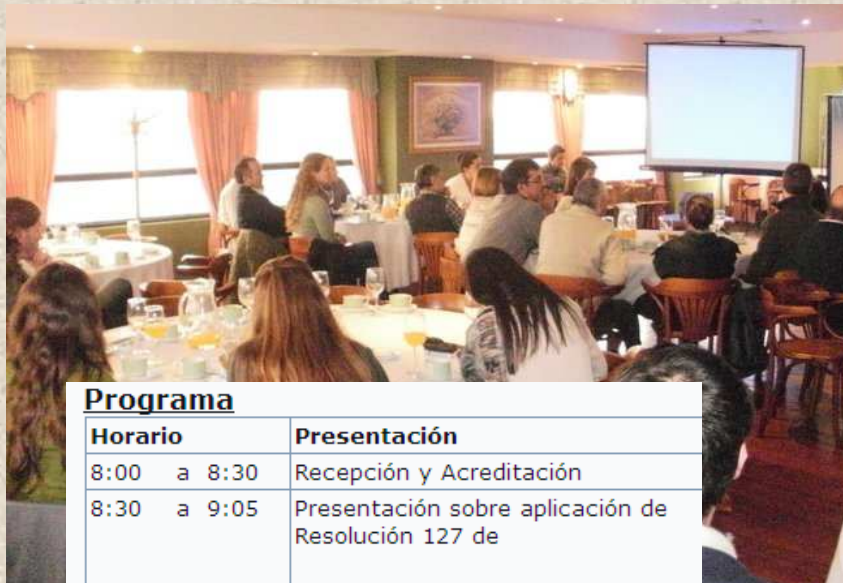 Programa
Horario Presentación
8:00 a 8:30 Recepción y Acreditación
8:30 a 9:05 Presentación sobre aplicación de
Resolución 127 de